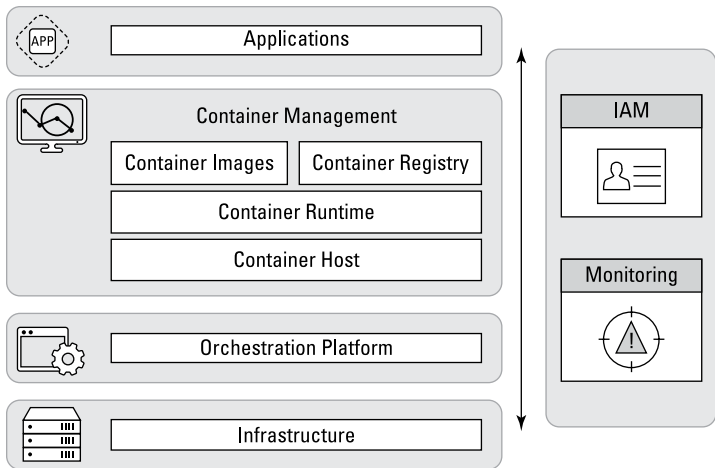 APP
Applications
Container Management
Container Images
Container Registry
Container Runtime
Container Host
Orchestration Platform
Infrastructure
IAM
Monitoring
!